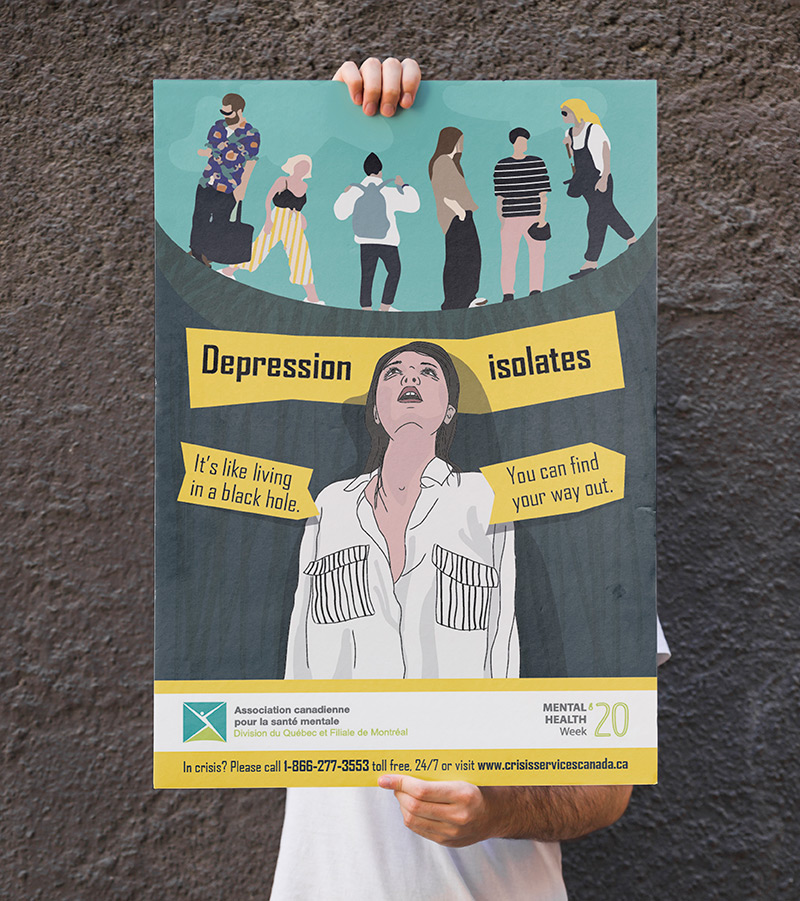 Depression isolates
It's like living
in a black hole.
You can find
your way out.
Association canadienne
pour la santé mentale
Division du Québec et Filiale de Montréal
MENTAL
HEALTH
Week '20
In crisis? Please call 1-866-277-3553 toll free, 24/7 or visit www.crisisservicescanada.ca